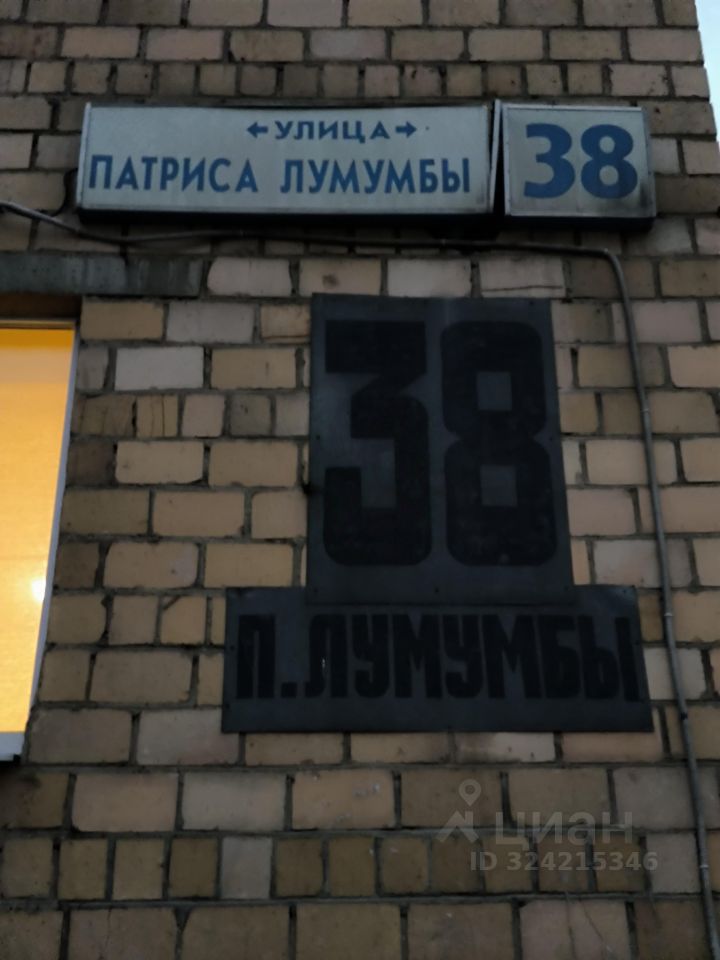 ←УЛИЦА→
ПАТРИСА ЛУМУМБЫ 38
38
П.ЛУМУМБЫ
циан
ID 324215346